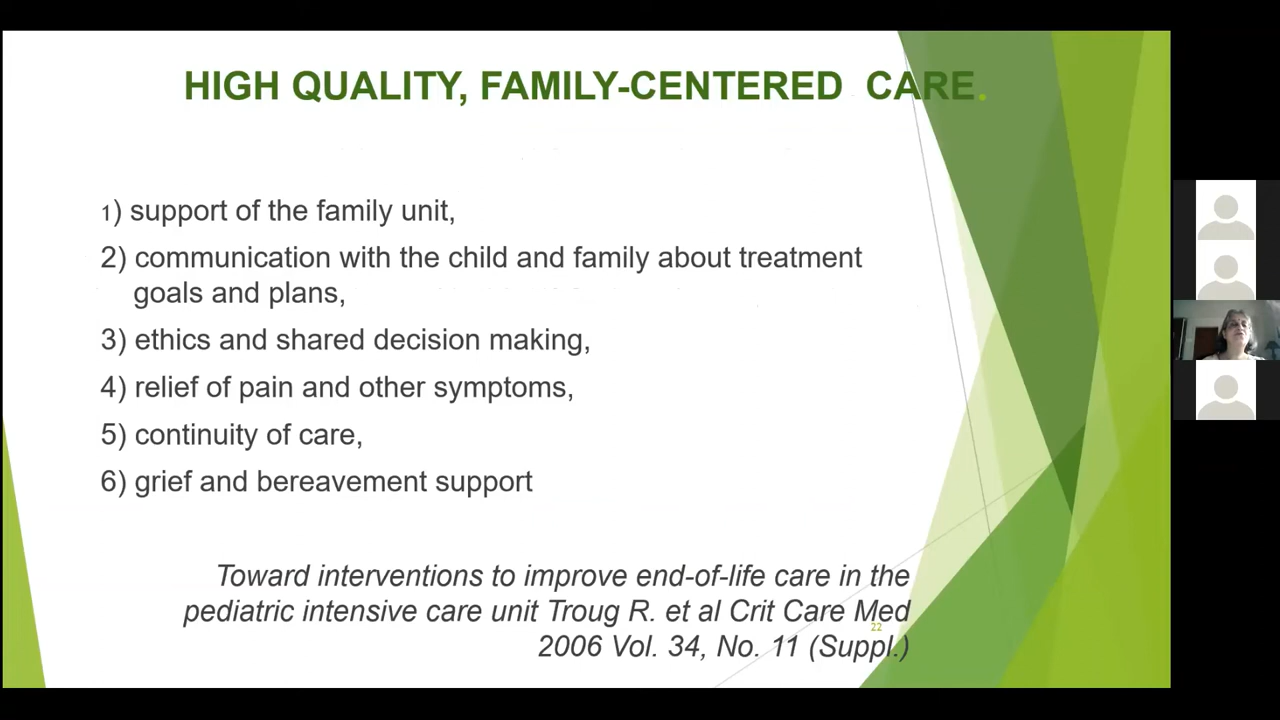 HIGH QUALITY, FAMILY-CENTERED CARE.
1) support of the family unit,
2) communication with the child and family about treatment
goals and plans,
3) ethics and shared decision making,
4) relief of pain and other symptoms,
5) continuity of care,
6) grief and bereavement support
Toward interventions to improve end-of-life care in the
pediatric intensive care unit Troug R. et al Crit Care Med
22
2006 Vol. 34, No. 11 (Suppl.)